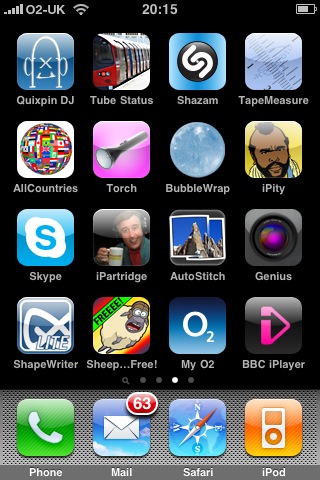 O2-UK 20:15
Quixpin DJ Tube Status Shazam TapeMeasure
AllCountries Torch BubbleWrap iPity
Skype iPartridge AutoStitch Genius
LITE FREEEE! O2
ShapeWriter Sheep...Free! My O2 BBC iPlayer
63
Phone Mail Safari iPod